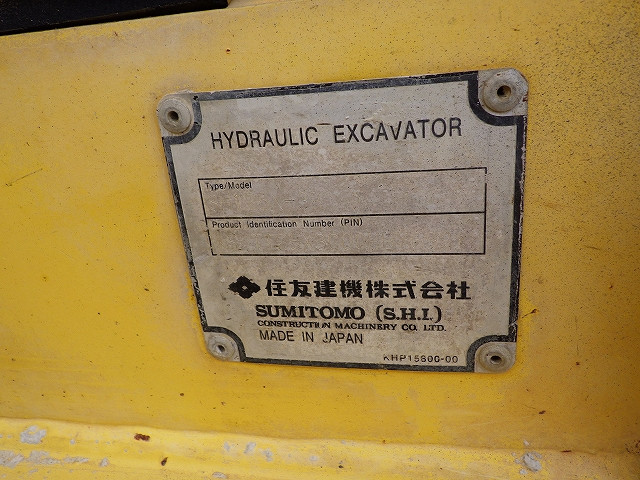 HYDRAULIC EXCAVATOR
Type/Model
Product Identification Number (PIN)
住友建機株式会社
SUMITOMO (S.H.I.)
CONSTRUCTION MACHINERY CO. LTD.
MADE IN JAPAN
KHP15800-00